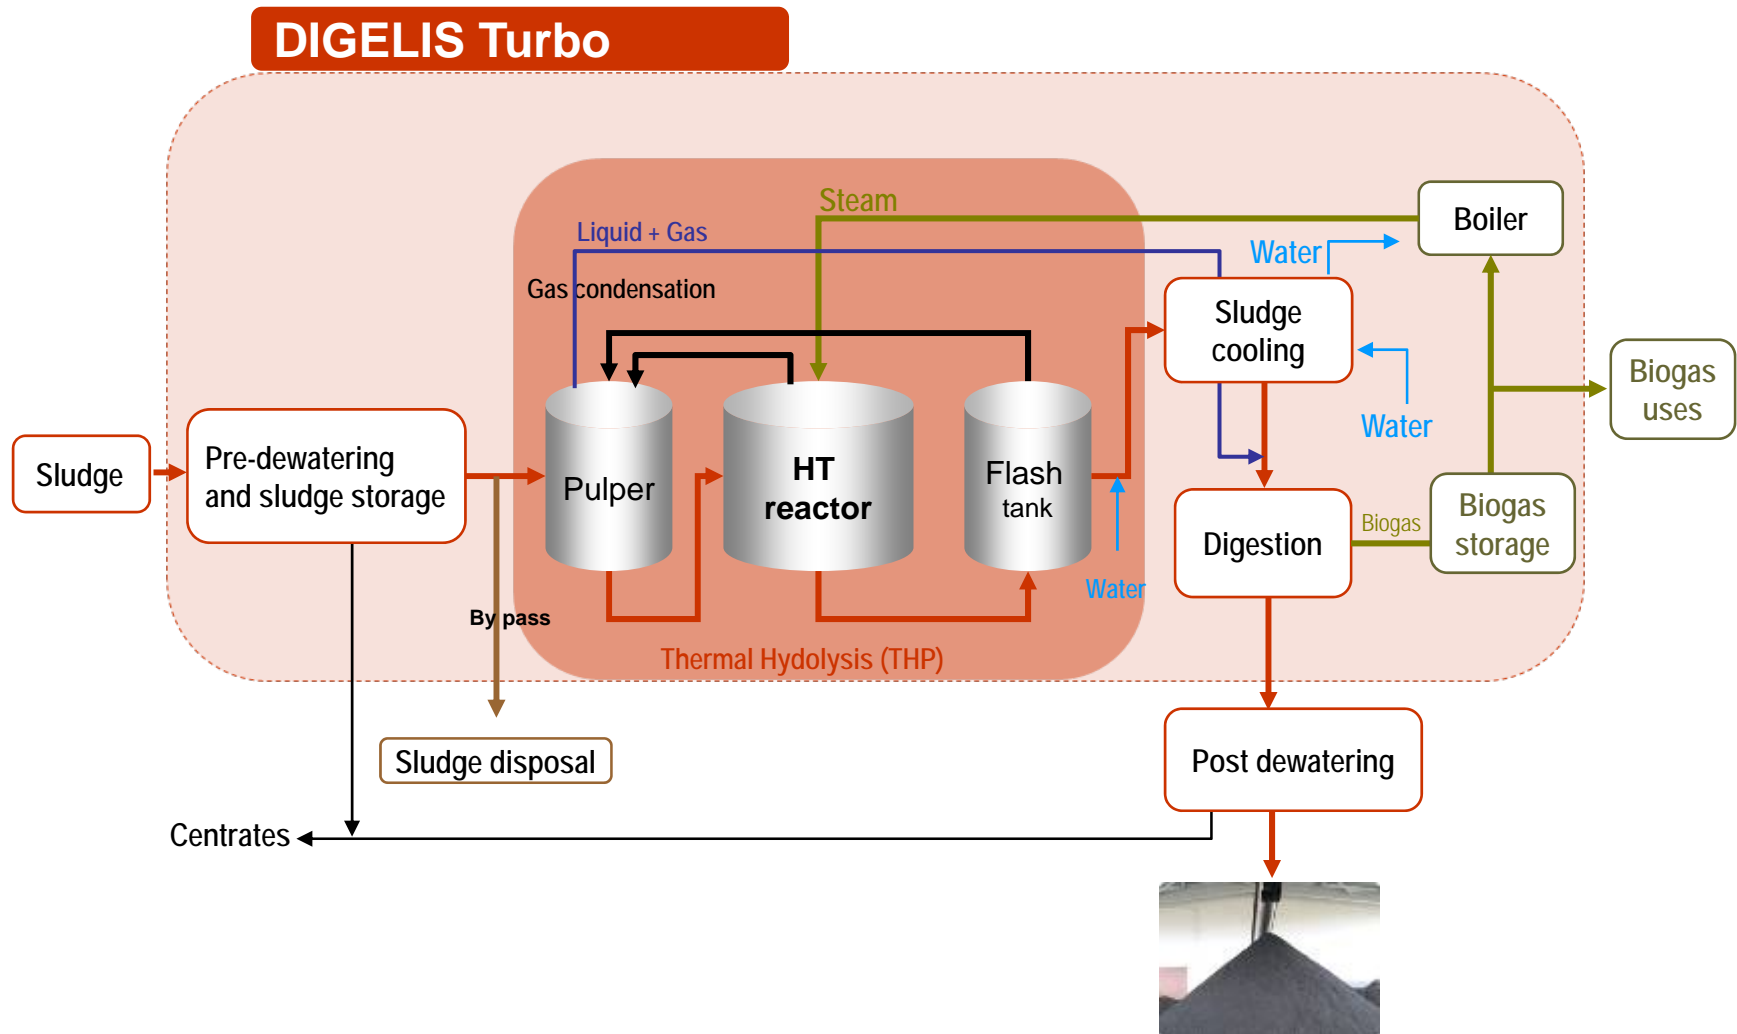 DIGELIS Turbo
Steam
Liquid + Gas
Boiler
Water
Gas condensation
Sludge
cooling
Biogas
uses
Water
Sludge
Pre-dewatering
and sludge storage
Pulper
HT
reactor
Flash
tank
Biogas
Biogas
storage
Digestion
Water
By pass
Thermal Hydolysis (THP)
Sludge disposal
Post dewatering
Centrates